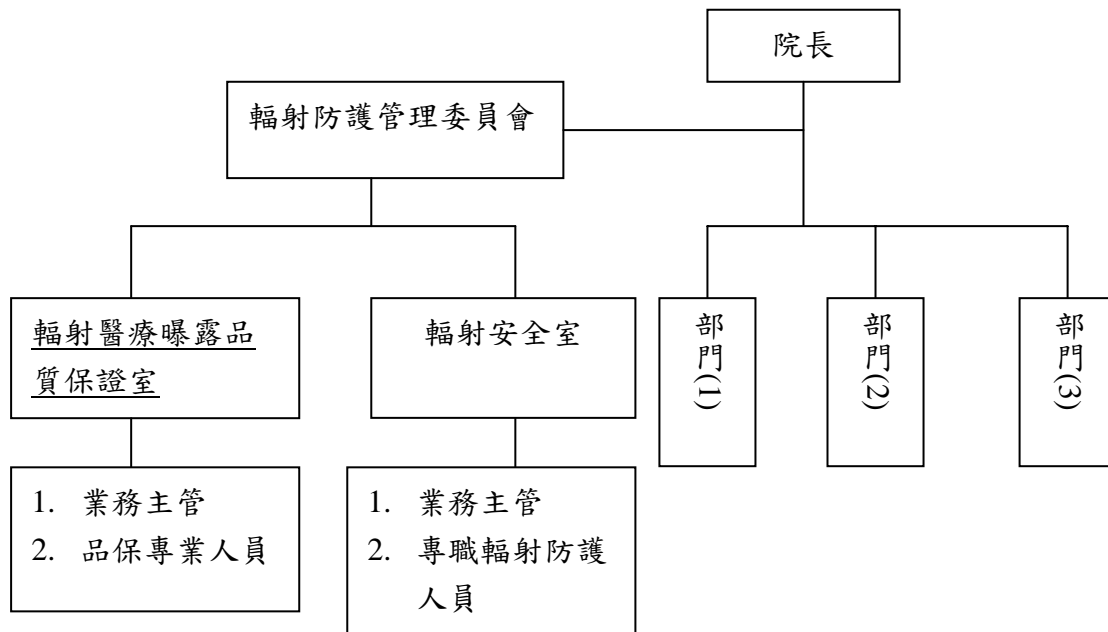 院長
輻射防護管理委員會
輻射醫療曝露品
質保證室
輻射安全室
部門(1)
部門(2)
部門(3)
1. 業務主管
2. 品保專業人員
1. 業務主管
2. 專職輻射防護
人員